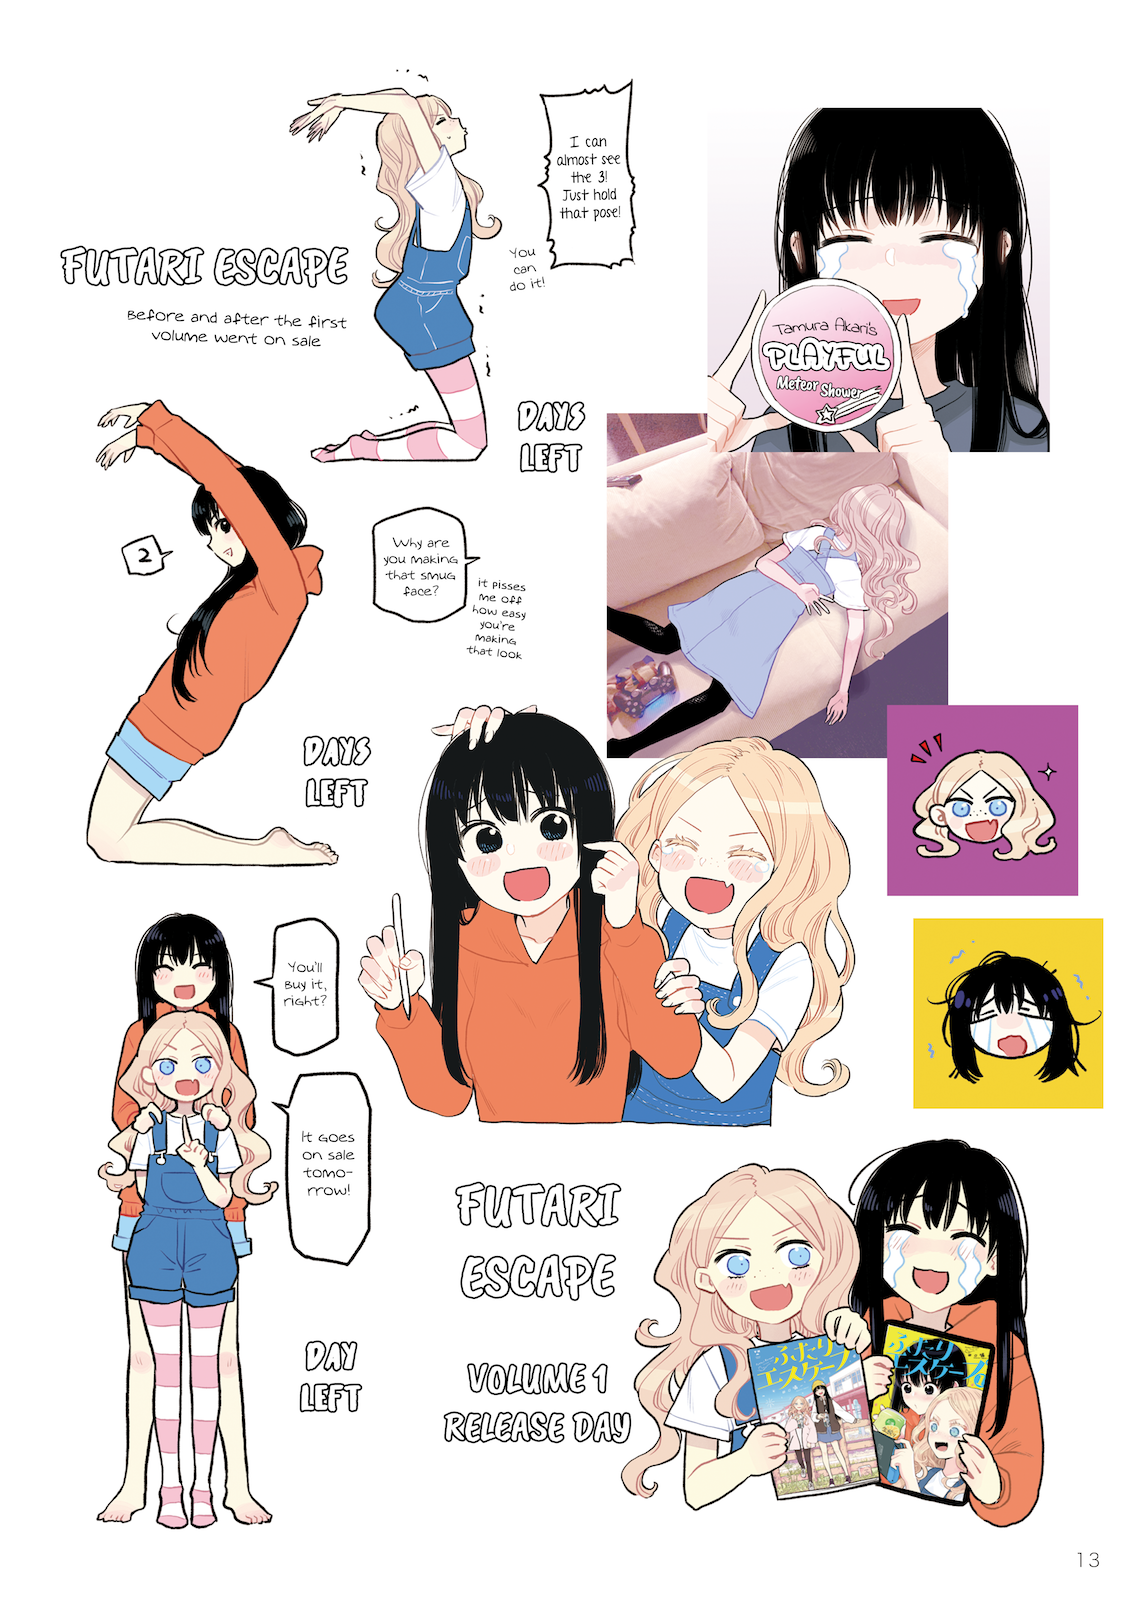 I can
almost see
the 3!
Just hold
that pose!
You
can
do it!
FUTARI ESCAPE
Before and after the first
volume went on sale
Tamura Akari's
PLAYFUL
Meteor Shower
DAYS
LEFT
2
Why are
you making
that smug
face?
it pisses
me off
how easy
you're
making
that look
DAYS
LEFT
You'll
buy it,
right?
It goes
on sale
tomo-
rrow!
DAY
LEFT
FUTARI
ESCAPE
VOLUME 1
RELEASE DAY
ふたり
エスケープ
ふたり
エスケープ
13